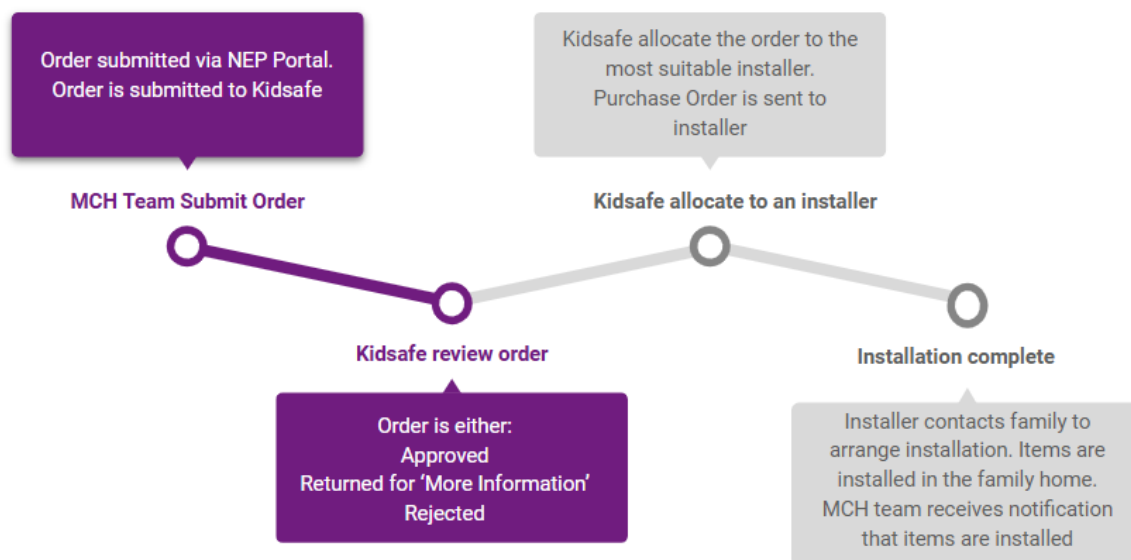 Order submitted via NEP Portal.
Order is submitted to Kidsafe
MCH Team Submit Order
Kidsafe review order
Order is either:
Approved
Returned for ‘More Information’
Rejected
Kidsafe allocate the order to the
most suitable installer.
Purchase Order is sent to
installer
Kidsafe allocate to an installer
Installation complete
Installer contacts family to
arrange installation. Items are
installed in the family home.
MCH team receives notification
that items are installed